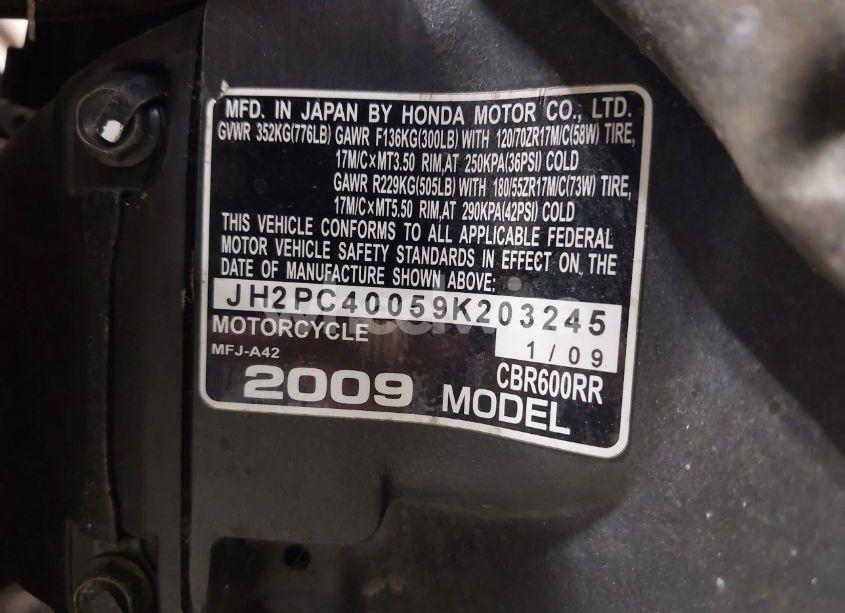 MFD. IN JAPAN BY HONDA MOTOR CO., LTD.
GVWR 352KG(776LB) GAWR F136KG(300LB) WITH 120/70ZR17M/C(58W) TIRE,
17M/C×MT3.50 RIM,AT 250KPA(36PSI) COLD
GAWR R229KG(505LB) WITH 180/55ZR17M/C(73W) TIRE,
17M/C×MT5.50 RIM,AT 290KPA(42PSI) COLD
THIS VEHICLE CONFORMS TO ALL APPLICABLE FEDERAL
MOTOR VEHICLE SAFETY STANDARDS IN EFFECT ON THE
DATE OF MANUFACTURE SHOWN ABOVE:
JH2PC40059K203245
MOTORCYCLE 1/09
MFJ-A42 CBR600RR
2009 MODEL